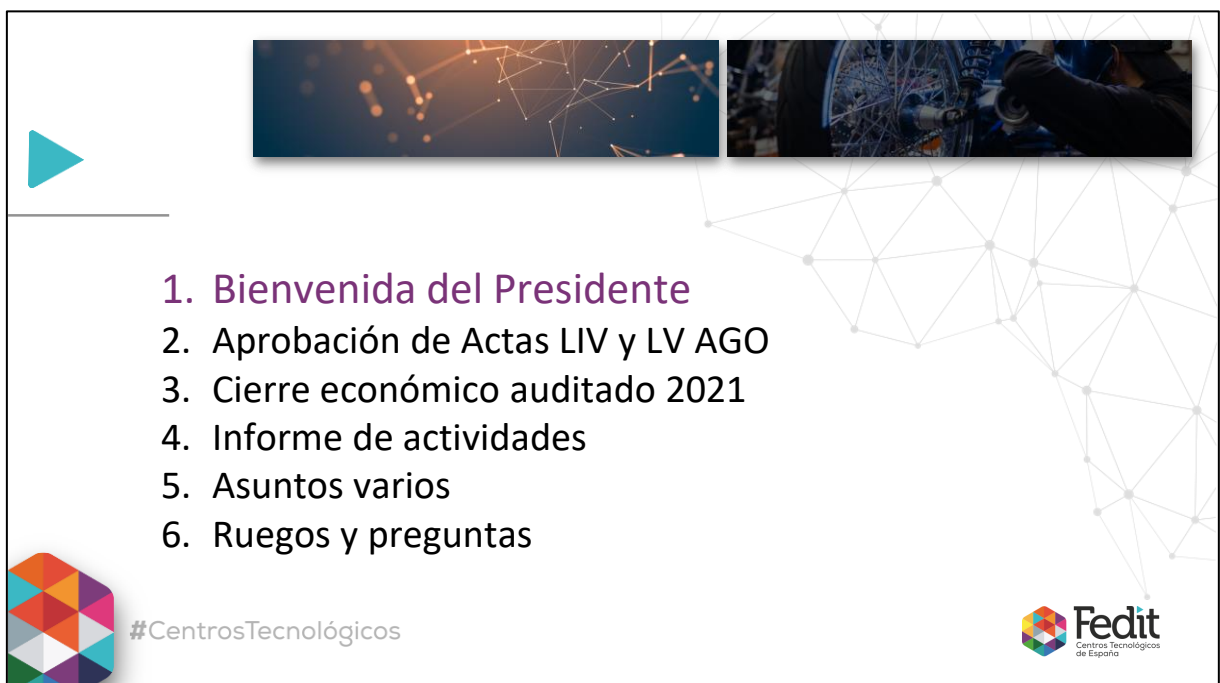 1. Bienvenida del Presidente
2. Aprobación de Actas LIV y LV AGO
3. Cierre económico auditado 2021
4. Informe de actividades
5. Asuntos varios
6. Ruegos y preguntas
#CentrosTecnológicos
Fedit
Centros Tecnológicos
de España